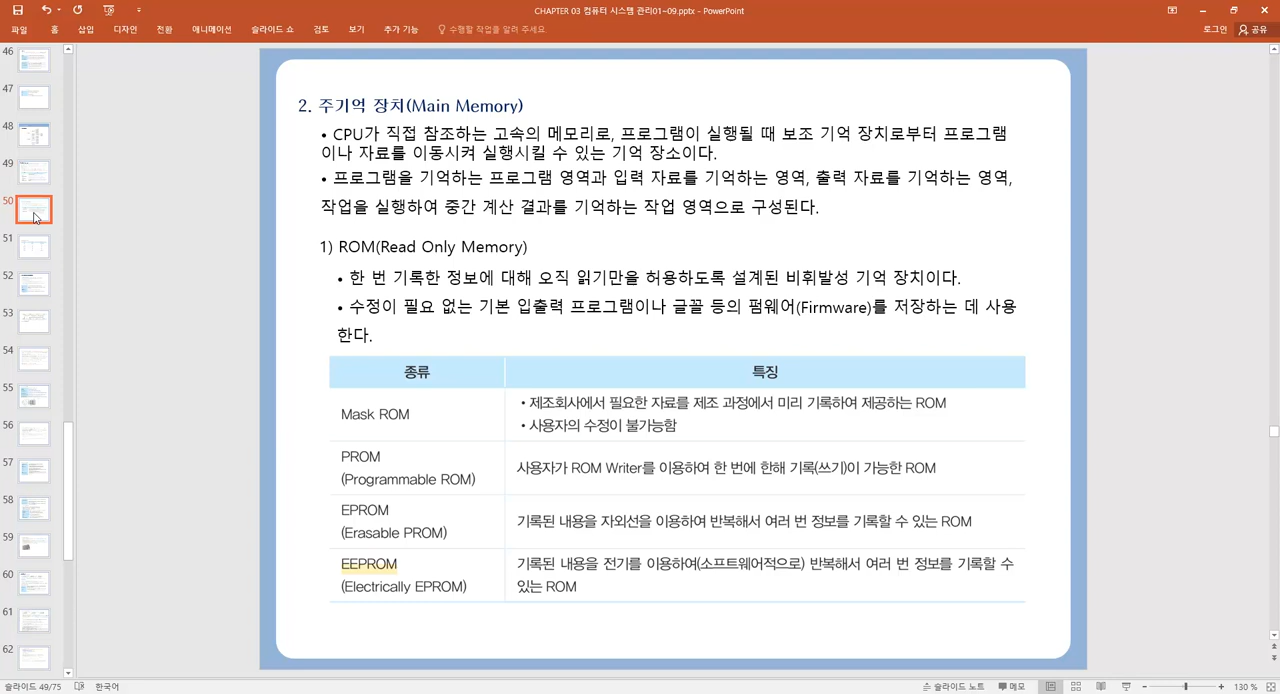 CHAPTER 03 컴퓨터 시스템 관리01~09.pptx - PowerPoint
파일 홈 삽입 디자인 전환 애니메이션 슬라이드 쇼 검토 보기 추가 기능 수행할 작업을 알려 주세요. 로그인 공유
46
47
48
49
50
51
52
53
54
55
56
57
58
59
60
61
62
2. 주기억 장치(Main Memory)
• CPU가 직접 참조하는 고속의 메모리로, 프로그램이 실행될 때 보조 기억 장치로부터 프로그램
이나 자료를 이동시켜 실행시킬 수 있는 기억 장소이다.
• 프로그램을 기억하는 프로그램 영역과 입력 자료를 기억하는 영역, 출력 자료를 기억하는 영역,
작업을 실행하여 중간 계산 결과를 기억하는 작업 영역으로 구성된다.
1) ROM(Read Only Memory)
• 한 번 기록한 정보에 대해 오직 읽기만을 허용하도록 설계된 비휘발성 기억 장치이다.
• 수정이 필요 없는 기본 입출력 프로그램이나 글꼴 등의 펌웨어(Firmware)를 저장하는 데 사용
한다.
종류 특징
Mask ROM
• 제조회사에서 필요한 자료를 제조 과정에서 미리 기록하여 제공하는 ROM
• 사용자의 수정이 불가능함
PROM
(Programmable ROM)
사용자가 ROM Writer를 이용하여 한 번에 한해 기록(쓰기)이 가능한 ROM
EPROM
(Erasable PROM)
기록된 내용을 자외선을 이용하여 반복해서 여러 번 정보를 기록할 수 있는 ROM
EEPROM
(Electrically EPROM)
기록된 내용을 전기를 이용하여(소프트웨어적으로) 반복해서 여러 번 정보를 기록할 수
있는 ROM
슬라이드 49/75 한국어 슬라이드 노트 메모 130 %